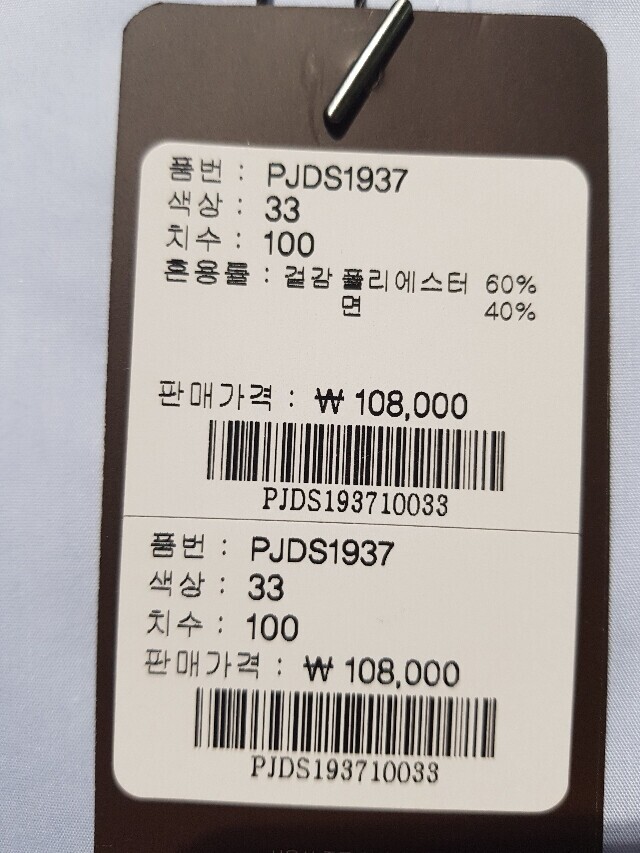 품번 : PJDS1937
색상 : 33
치수 : 100
혼용률 : 겉감 폴리에스터 60%
면 40%
판매가격 : ₩ 108,000
PJDS193710033
품번 : PJDS1937
색상 : 33
치수 : 100
판매가격 : ₩ 108,000
PJDS193710033